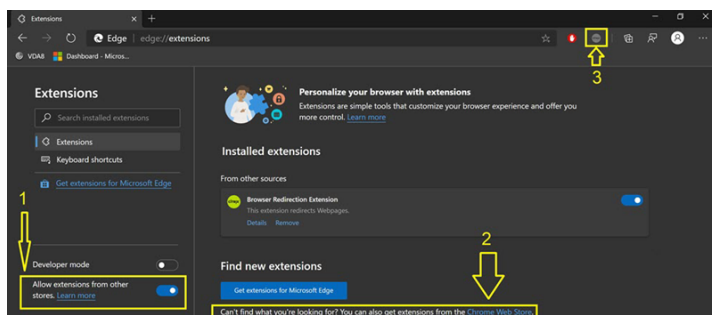 Extensions
Edge | edge://extensions
VDA8 Dashboard - Micros...
3
Extensions
Search installed extensions
Extensions
Keyboard shortcuts
Get extensions for Microsoft Edge
1
Developer mode
Allow extensions from other
stores. Learn more
Personalize your browser with extensions
Extensions are simple tools that customize your browser experience and offer you
more control. Learn more
Installed extensions
From other sources
Browser Redirection Extension
This extension redirects Webpages.
Details Remove
2
Find new extensions
Get extensions for Microsoft Edge
Can't find what you're looking for? You can also get extensions from the Chrome Web Store.